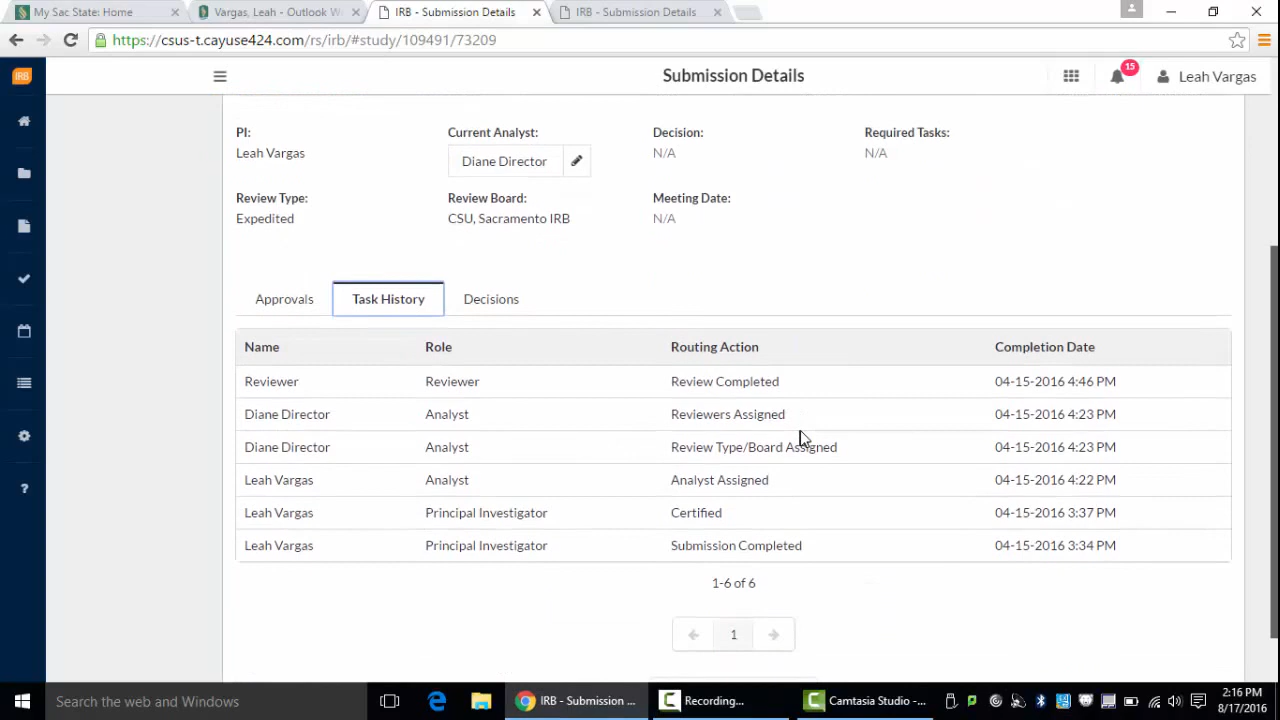 My Sac State: Home
Vargas, Leah - Outlook W
IRB - Submission Details
IRB - Submission Details
https://csus-t.cayuse424.com/rs/irb/#study/109491/73209
IRB
Submission Details
15
Leah Vargas
PI:
Current Analyst:
Decision:
Required Tasks:
Leah Vargas
Diane Director
N/A
N/A
Review Type:
Review Board:
Meeting Date:
Expedited
CSU, Sacramento IRB
N/A
Approvals
Task History
Decisions
Name
Role
Routing Action
Completion Date
Reviewer
Reviewer
Review Completed
04-15-2016 4:46 PM
Diane Director
Analyst
Reviewers Assigned
04-15-2016 4:23 PM
Diane Director
Analyst
Review Type/Board Assigned
04-15-2016 4:23 PM
Leah Vargas
Analyst
Analyst Assigned
04-15-2016 4:22 PM
Leah Vargas
Principal Investigator
Certified
04-15-2016 3:37 PM
Leah Vargas
Principal Investigator
Submission Completed
04-15-2016 3:34 PM
1-6 of 6
1
Search the web and Windows
IRB - Submission ...
Recording...
Camtasia Studio -...
2:16 PM
8/17/2016